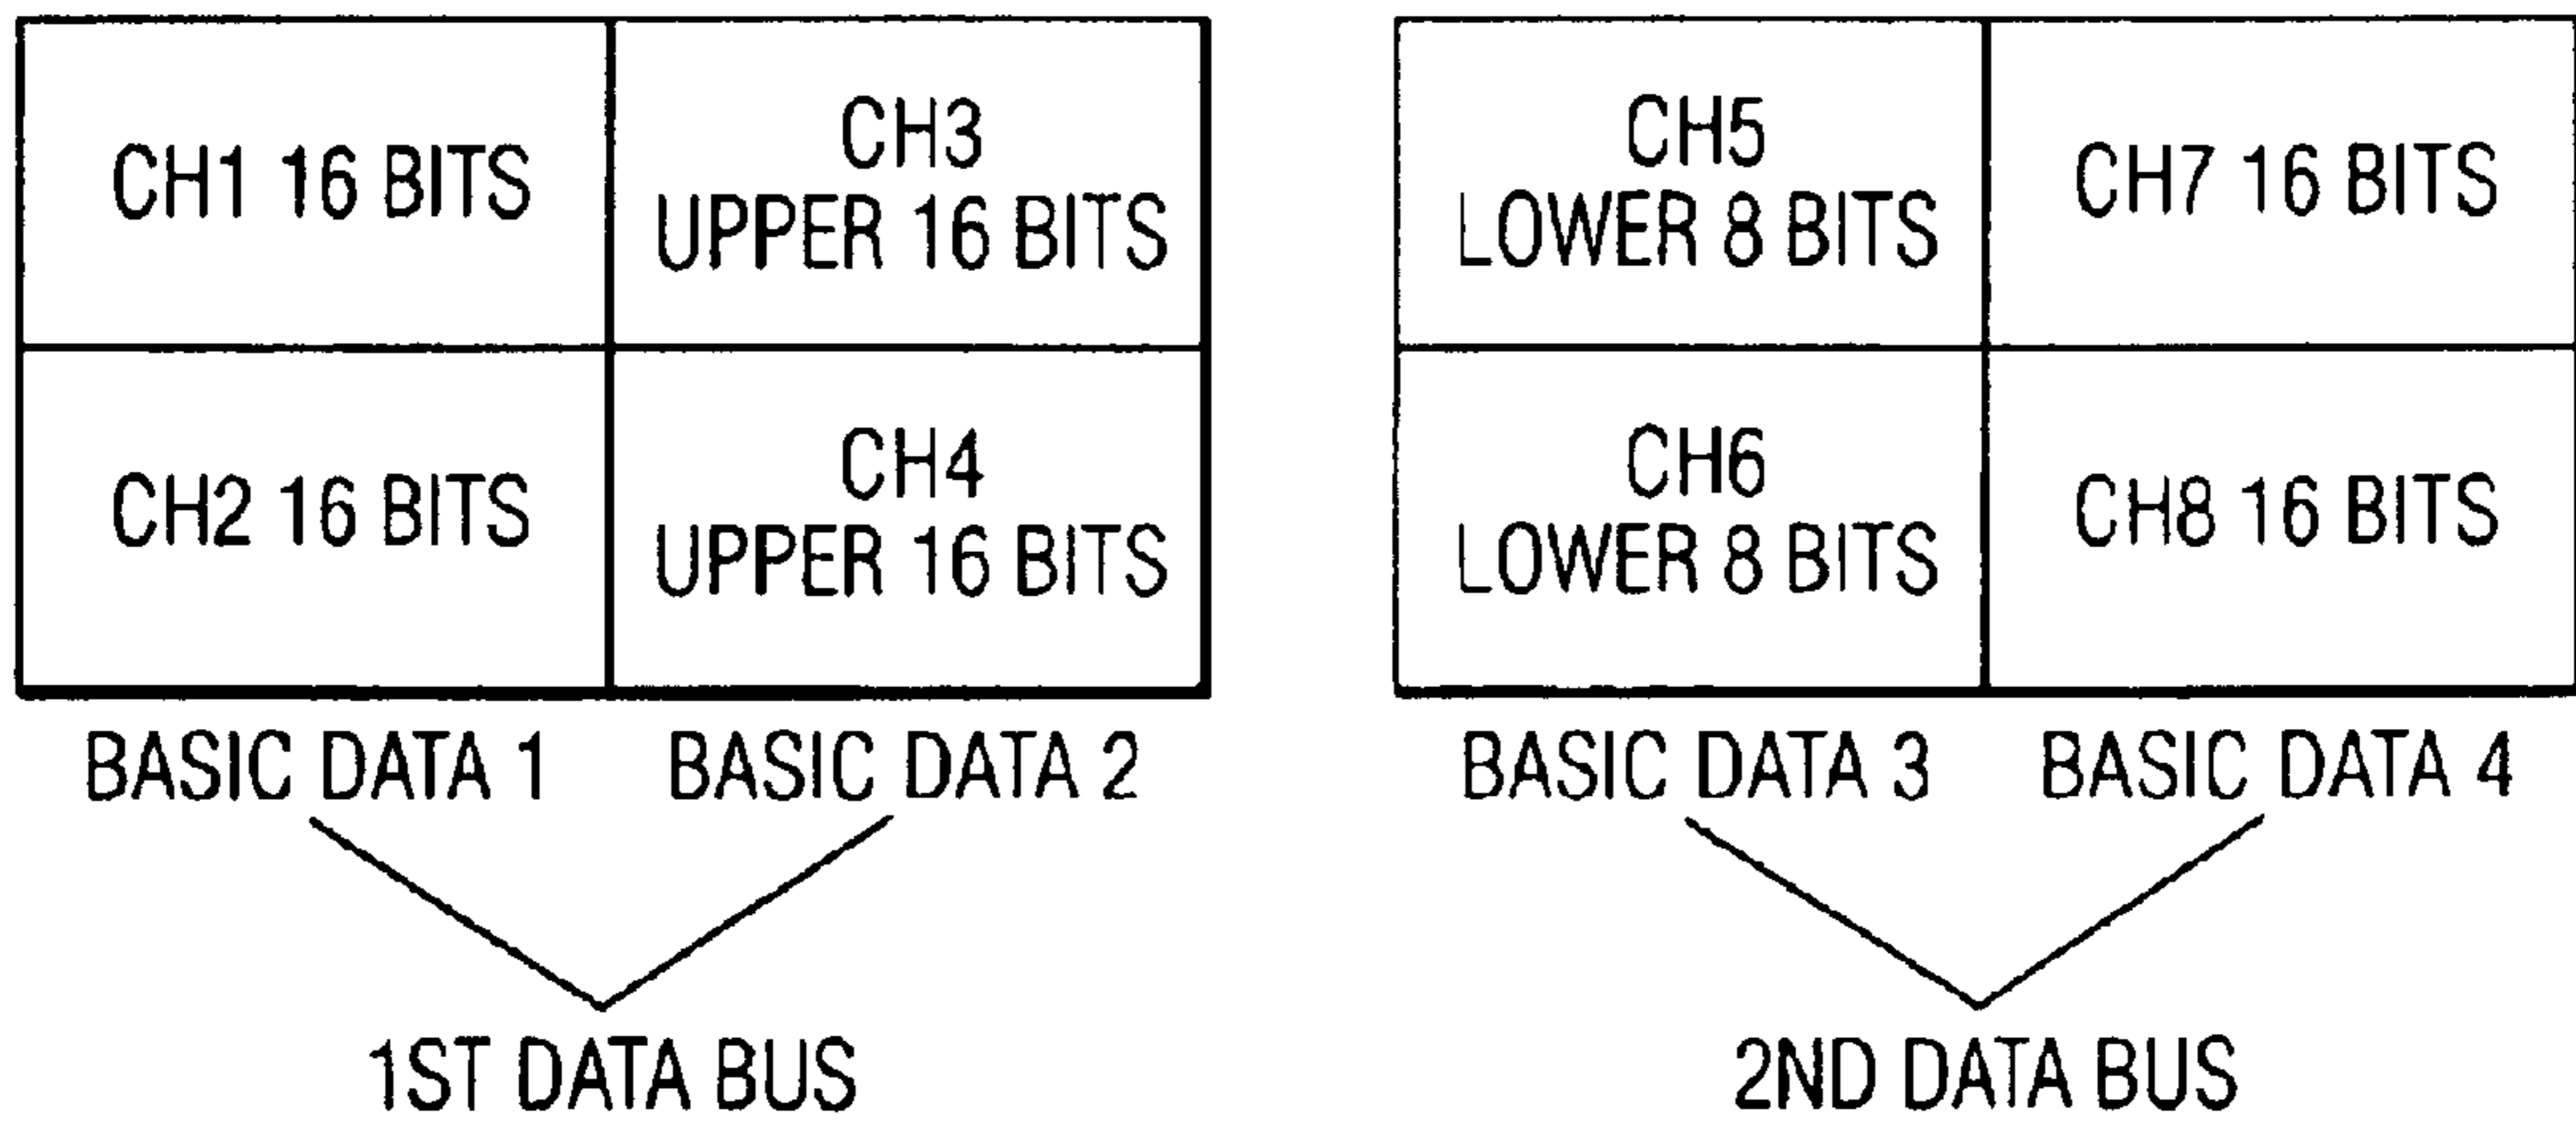 CH1 16 BITS
CH3
UPPER 16 BITS
CH2 16 BITS
CH4
UPPER 16 BITS
BASIC DATA 1
BASIC DATA 2
1ST DATA BUS
CH5
LOWER 8 BITS
CH7 16 BITS
CH6
LOWER 8 BITS
CH8 16 BITS
BASIC DATA 3
BASIC DATA 4
2ND DATA BUS